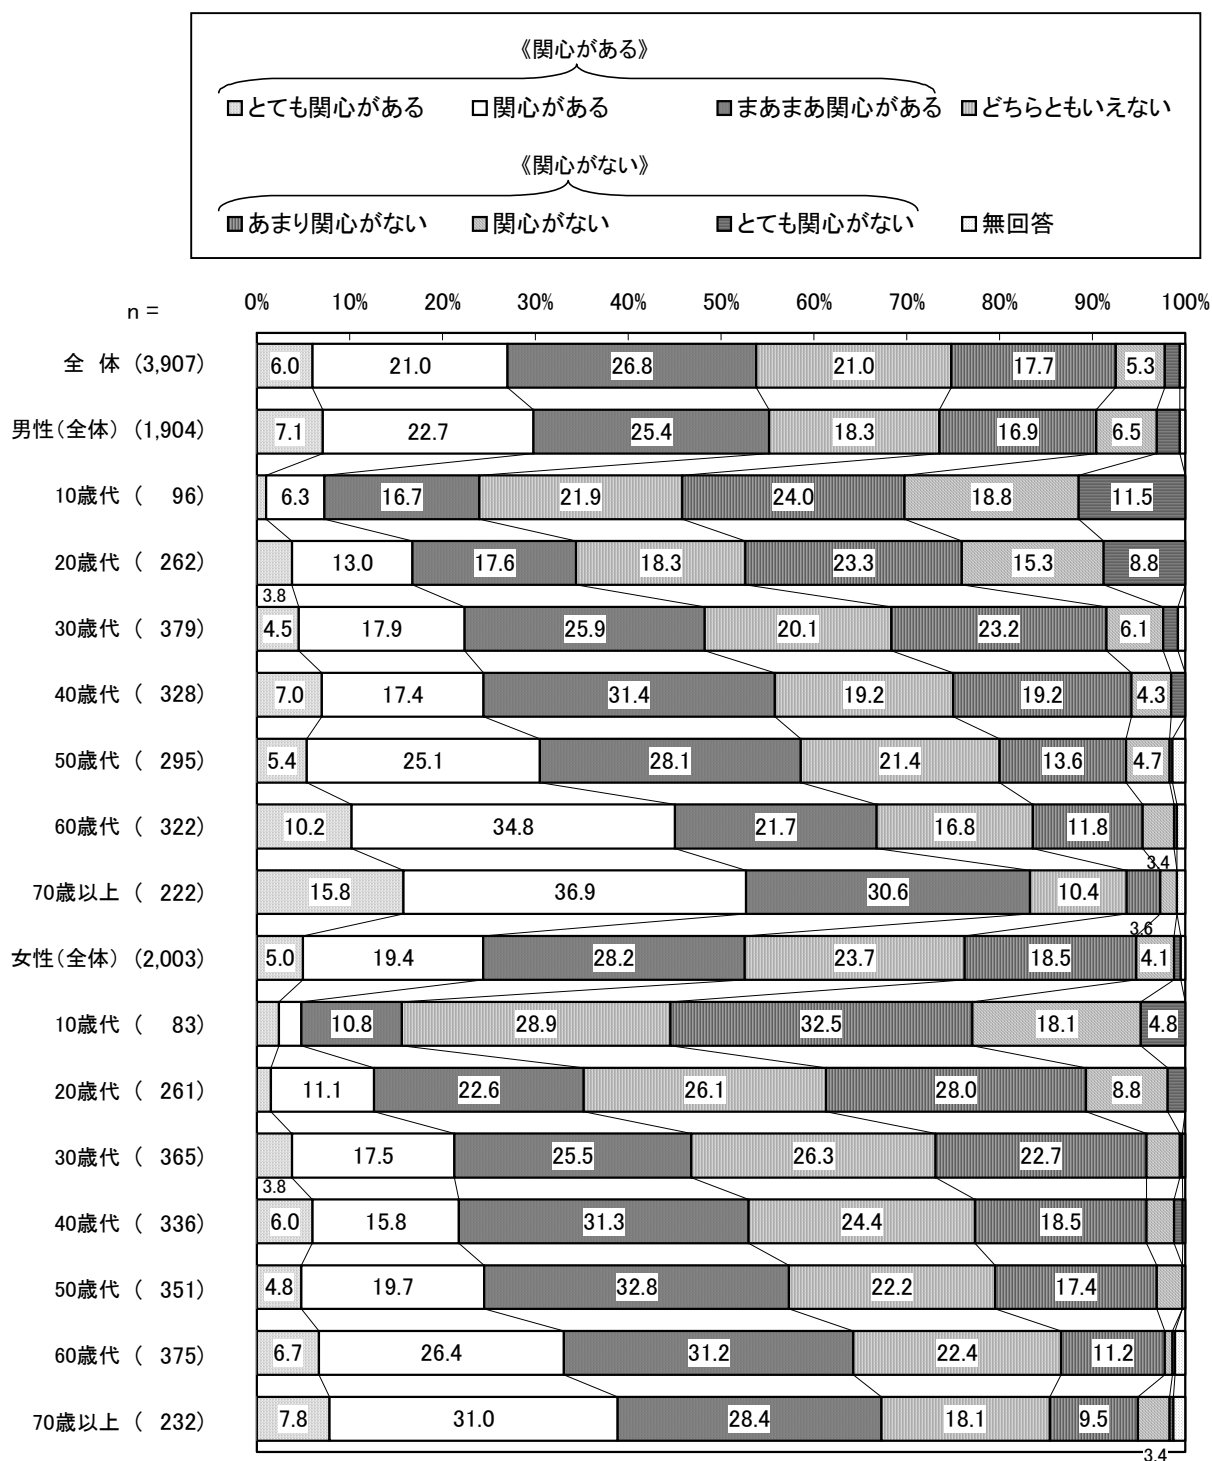 《関心がある》
とても関心がある 関心がある まあまあ関心がある どちらともいえない
《関心がない》
あまり関心がない 関心がない とても関心がない 無回答
n = 0% 10% 20% 30% 40% 50% 60% 70% 80% 90% 100%
全 体 (3,907) 6.0 21.0 26.8 21.0 17.7 5.3
男性(全体) (1,904) 7.1 22.7 25.4 18.3 16.9 6.5
10歳代 ( 96) 6.3 16.7 21.9 24.0 18.8 11.5
20歳代 ( 262) 13.0 17.6 18.3 23.3 15.3 8.8
3.8
30歳代 ( 379) 4.5 17.9 25.9 20.1 23.2 6.1
40歳代 ( 328) 7.0 17.4 31.4 19.2 19.2 4.3
50歳代 ( 295) 5.4 25.1 28.1 21.4 13.6 4.7
60歳代 ( 322) 10.2 34.8 21.7 16.8 11.8
3.4
70歳以上 ( 222) 15.8 36.9 30.6 10.4
3.6
女性(全体) (2,003) 5.0 19.4 28.2 23.7 18.5 4.1
10歳代 ( 83) 10.8 28.9 32.5 18.1 4.8
20歳代 ( 261) 11.1 22.6 26.1 28.0 8.8
30歳代 ( 365) 17.5 25.5 26.3 22.7
3.8
40歳代 ( 336) 6.0 15.8 31.3 24.4 18.5
50歳代 ( 351) 4.8 19.7 32.8 22.2 17.4
60歳代 ( 375) 6.7 26.4 31.2 22.4 11.2
70歳以上 ( 232) 7.8 31.0 28.4 18.1 9.5
3.4